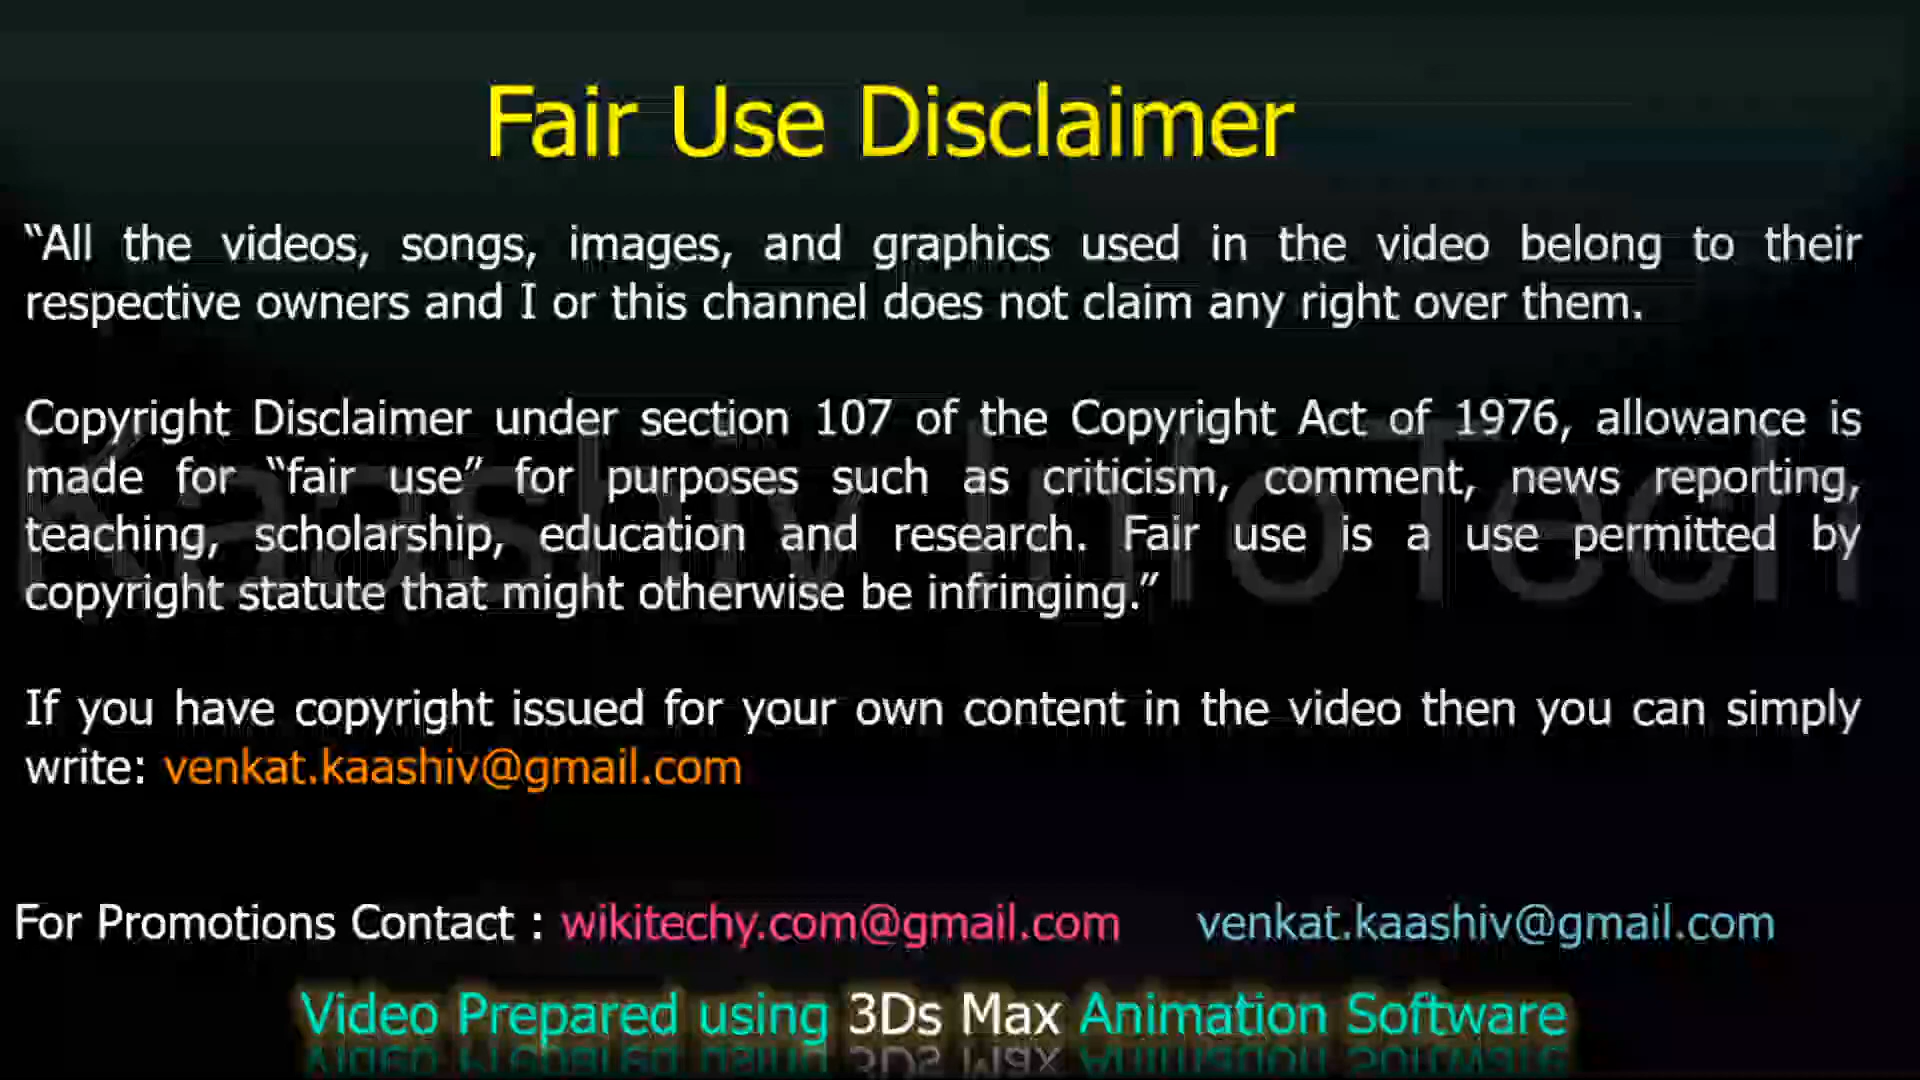 Fair Use Disclaimer
“All the videos, songs, images, and graphics used in the video belong to their
respective owners and I or this channel does not claim any right over them.
Copyright Disclaimer under section 107 of the Copyright Act of 1976, allowance is
made for “fair use” for purposes such as criticism, comment, news reporting,
teaching, scholarship, education and research. Fair use is a use permitted by
copyright statute that might otherwise be infringing.”
Kaashiv InfoTech
If you have copyright issued for your own content in the video then you can simply
write: venkat.kaashiv@gmail.com
For Promotions Contact : wikitechy.com@gmail.com venkat.kaashiv@gmail.com
Video Prepared using 3Ds Max Animation Software